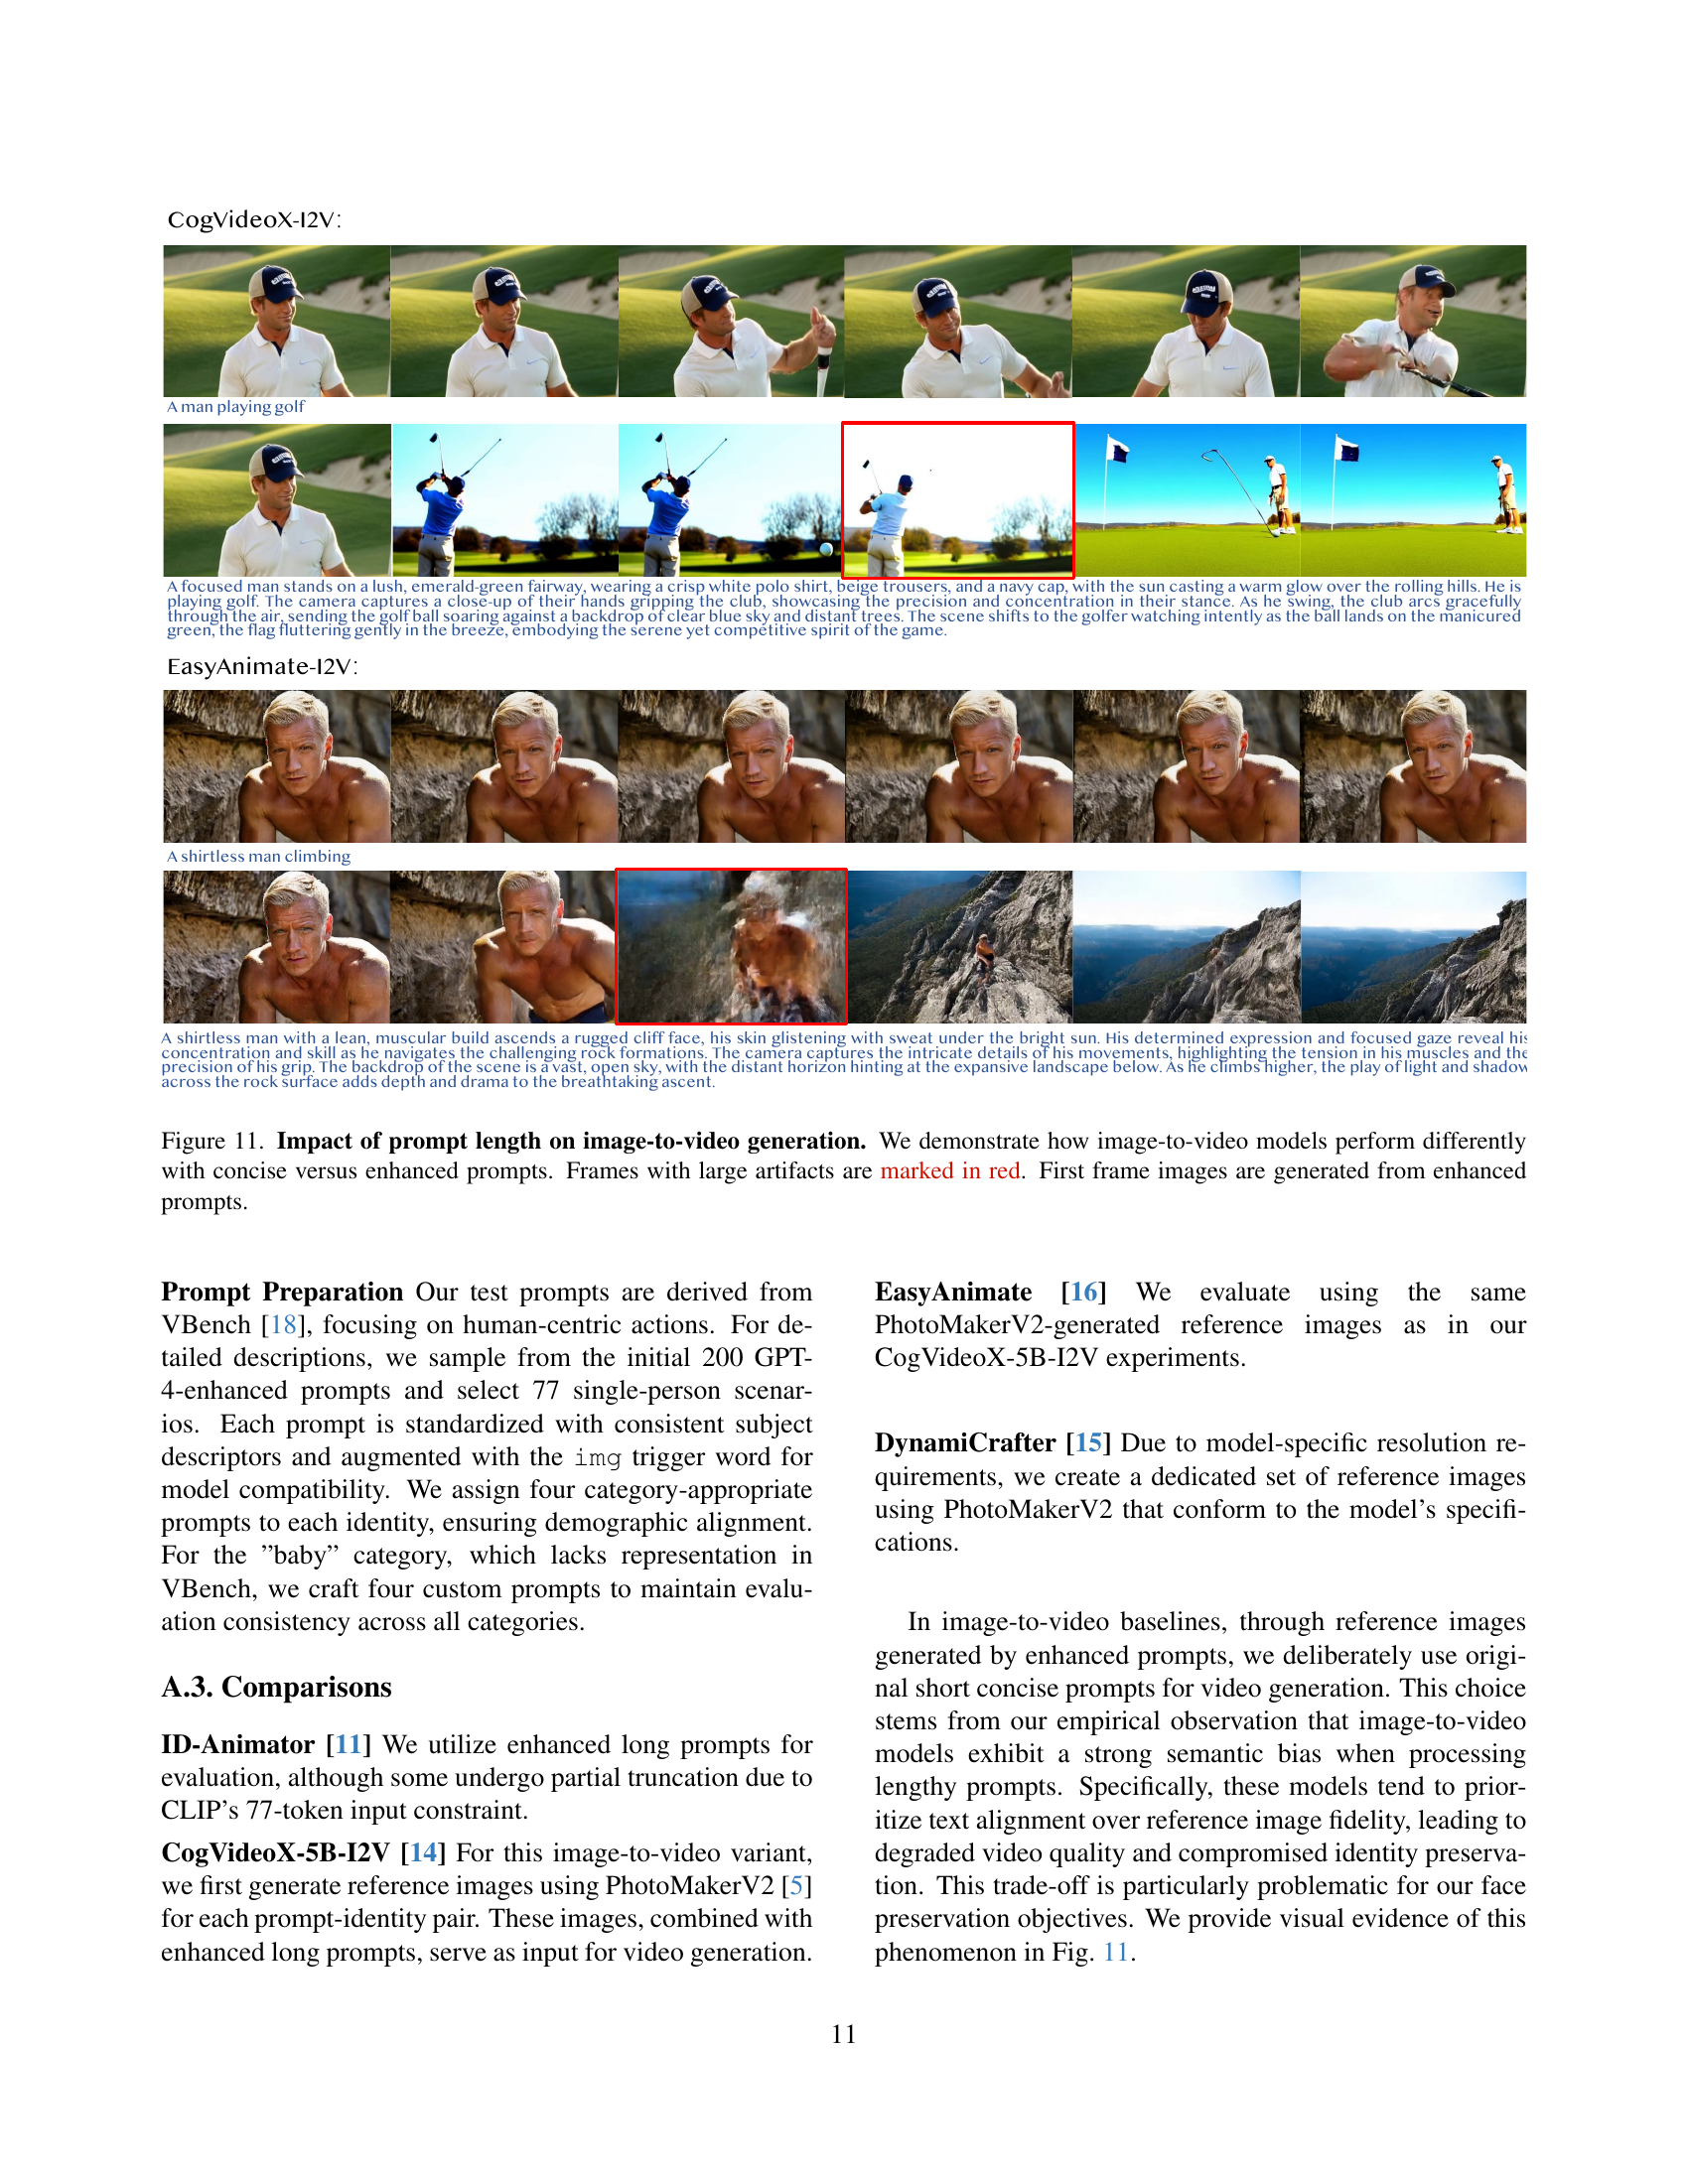 CogVideoX-I2V:
A man playing golf
A focused man stands on a lush, emerald-green fairway, wearing a crisp white polo shirt, beige trousers, and a navy cap, with the sun casting a warm glow over the rolling hills. He is
playing golf. The camera captures a close-up of their hands gripping the club, showcasing the precision and concentration in their stance. As he swing, the club arcs gracefully
through the air, sending the golf ball soaring against a backdrop of clear blue sky and distant trees. The scene shifts to the golfer watching intently as the ball lands on the manicured
green, the flag fluttering gently in the breeze, embodying the serene yet competitive spirit of the game.
EasyAnimate-I2V:
A shirtless man climbing
A shirtless man with a lean, muscular build ascends a rugged cliff face, his skin glistening with sweat under the bright sun. His determined expression and focused gaze reveal his
concentration and skill as he navigates the challenging rock formations. The camera captures the intricate details of his movements, highlighting the tension in his muscles and the
precision of his grip. The backdrop of the scene is a vast, open sky, with the distant horizon hinting at the expansive landscape below. As he climbs higher, the play of light and shadow
across the rock surface adds depth and drama to the breathtaking ascent.
Figure 11. Impact of prompt length on image-to-video generation. We demonstrate how image-to-video models perform differently
with concise versus enhanced prompts. Frames with large artifacts are marked in red. First frame images are generated from enhanced
prompts.
Prompt Preparation Our test prompts are derived from
VBench [18], focusing on human-centric actions. For de-
tailed descriptions, we sample from the initial 200 GPT-
4-enhanced prompts and select 77 single-person scenar-
ios. Each prompt is standardized with consistent subject
descriptors and augmented with the img trigger word for
model compatibility. We assign four category-appropriate
prompts to each identity, ensuring demographic alignment.
For the ”baby” category, which lacks representation in
VBench, we craft four custom prompts to maintain evalu-
ation consistency across all categories.
A.3. Comparisons
ID-Animator [11] We utilize enhanced long prompts for
evaluation, although some undergo partial truncation due to
CLIP's 77-token input constraint.
CogVideoX-5B-I2V [14] For this image-to-video variant,
we first generate reference images using PhotoMakerV2 [5]
for each prompt-identity pair. These images, combined with
enhanced long prompts, serve as input for video generation.
EasyAnimate [16] We evaluate using the same
PhotoMakerV2-generated reference images as in our
CogVideoX-5B-I2V experiments.
DynamiCrafter [15] Due to model-specific resolution re-
quirements, we create a dedicated set of reference images
using PhotoMakerV2 that conform to the model's specifi-
cations.
In image-to-video baselines, through reference images
generated by enhanced prompts, we deliberately use origi-
nal short concise prompts for video generation. This choice
stems from our empirical observation that image-to-video
models exhibit a strong semantic bias when processing
lengthy prompts. Specifically, these models tend to prior-
itize text alignment over reference image fidelity, leading to
degraded video quality and compromised identity preserva-
tion. This trade-off is particularly problematic for our face
preservation objectives. We provide visual evidence of this
phenomenon in Fig. 11.
11